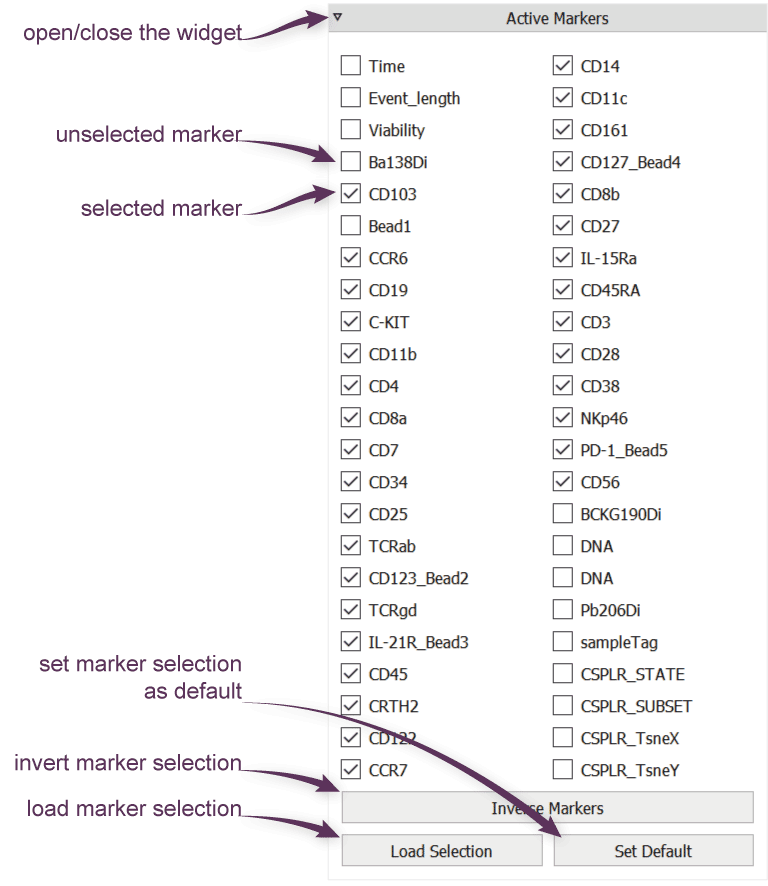 Active Markers
open/close the widget
Time
CD14
Event_length
CD11c
Viability
CD161
unselected marker
Ba138Di
CD127_Bead4
selected marker
CD103
CD8b
Bead1
CD27
CCR6
IL-15Ra
CD19
CD45RA
C-KIT
CD3
CD11b
CD28
CD4
CD38
CD8a
NKp46
CD7
PD-1_Bead5
CD34
CD56
CD25
BCKG190Di
TCRab
DNA
CD123_Bead2
DNA
TCRgd
Pb206Di
IL-21R_Bead3
sampleTag
set marker selection
as default
CD45
CSPLR_STATE
CRTH2
CSPLR_SUBSET
CD122
CSPLR_TsneX
invert marker selection
CCR7
CSPLR_TsneY
load marker selection
Inverse Markers
Load Selection
Set Default